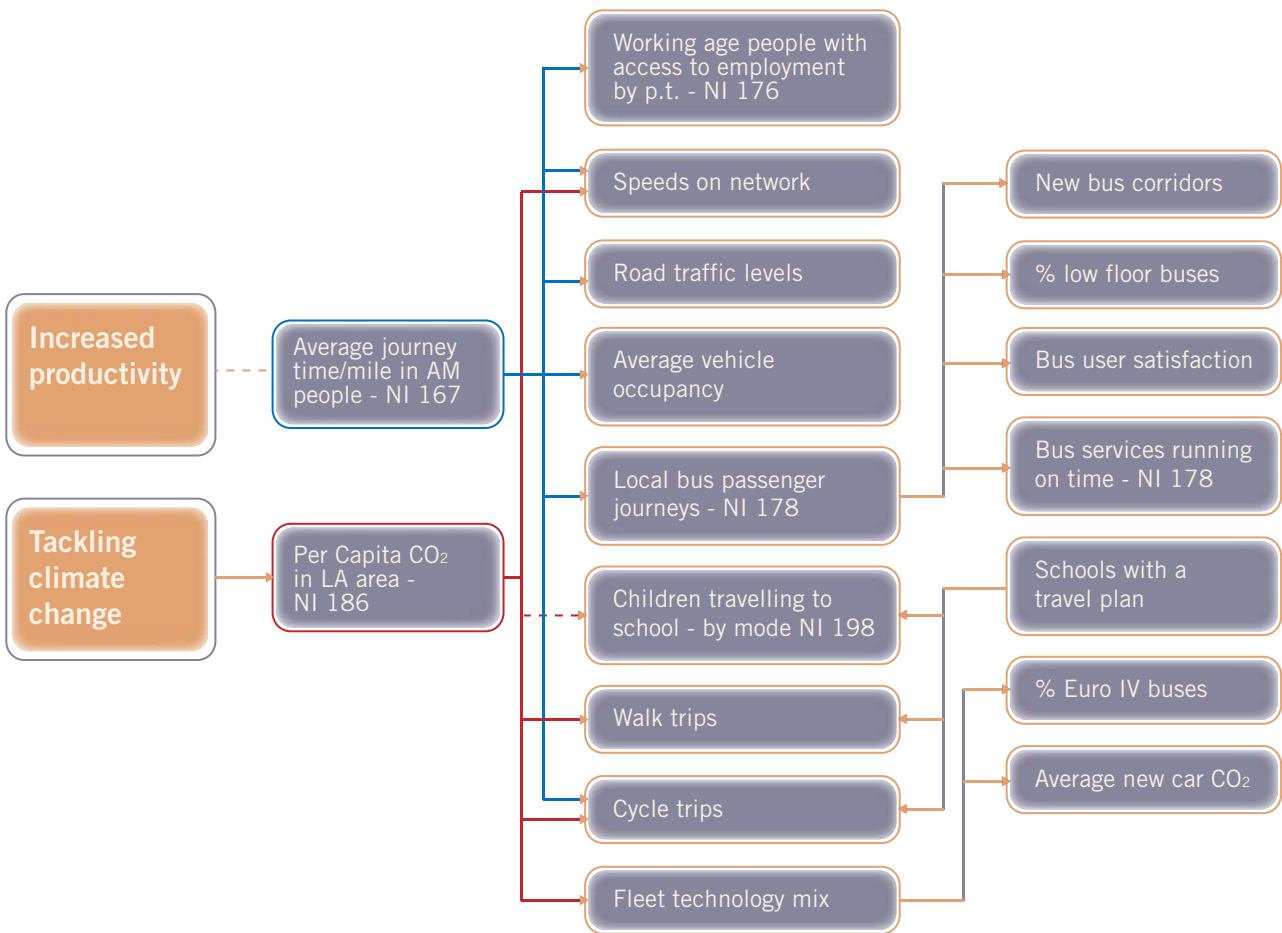 Increased
productivity
Tackling
climate
change
Average journey
time/mile in AM
people - NI 167
Per Capita CO₂
in LA area -
NI 186
Working age people with
access to employment
by p.t. - NI 176
Speeds on network
Road traffic levels
Average vehicle
occupancy
Local bus passenger
journeys - NI 178
Children travelling to
school - by mode NI 198
Walk trips
Cycle trips
Fleet technology mix
New bus corridors
% low floor buses
Bus user satisfaction
Bus services running
on time - NI 178
Schools with a
travel plan
% Euro IV buses
Average new car CO₂